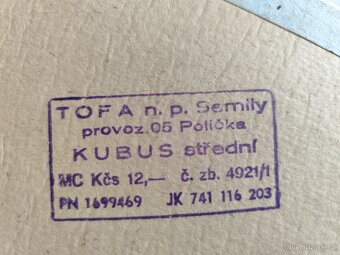 TOFA n. p. Semily
provoz 05 Polička
KUBUS střední
MC Kčs 12,— č. zb. 4921/1
PN 1699469 JK 741 116 203